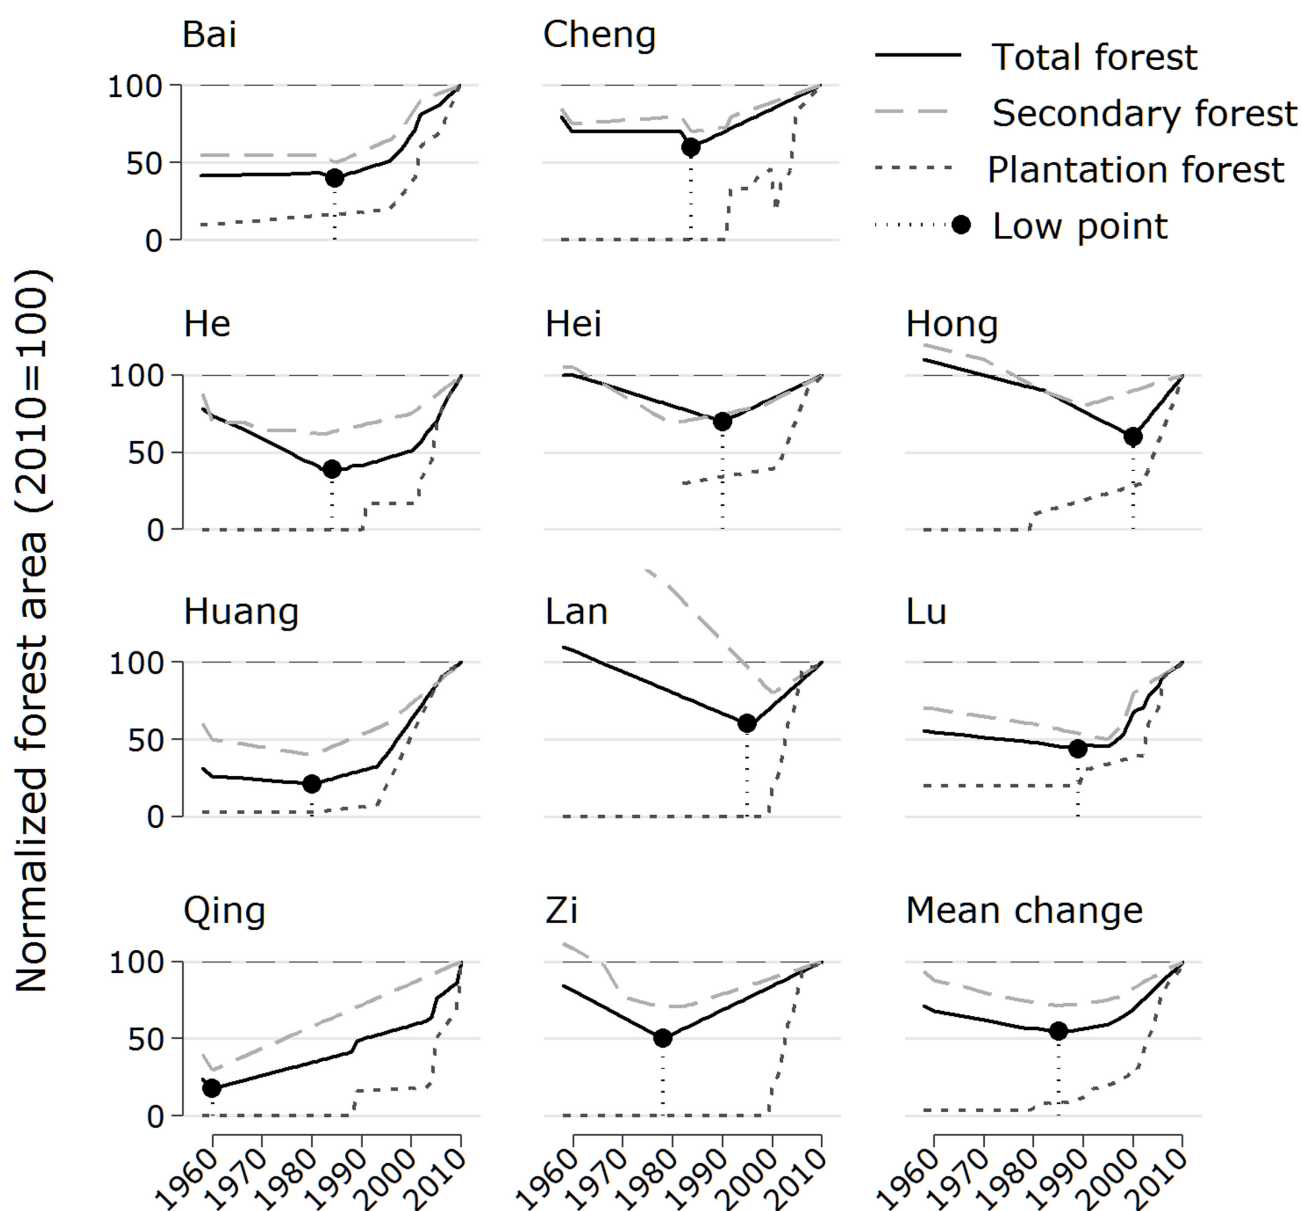 Bai
Cheng
Total forest
Secondary forest
Plantation forest
Low point
100
50
0
Normalized forest area (2010=100)
He
Hei
Hong
100
50
0
Huang
Lan
Lu
100
50
0
Qing
Zi
Mean change
100
50
0
1960 1970 1980 1990 2000 2010
1960 1970 1980 1990 2000 2010
1960 1970 1980 1990 2000 2010